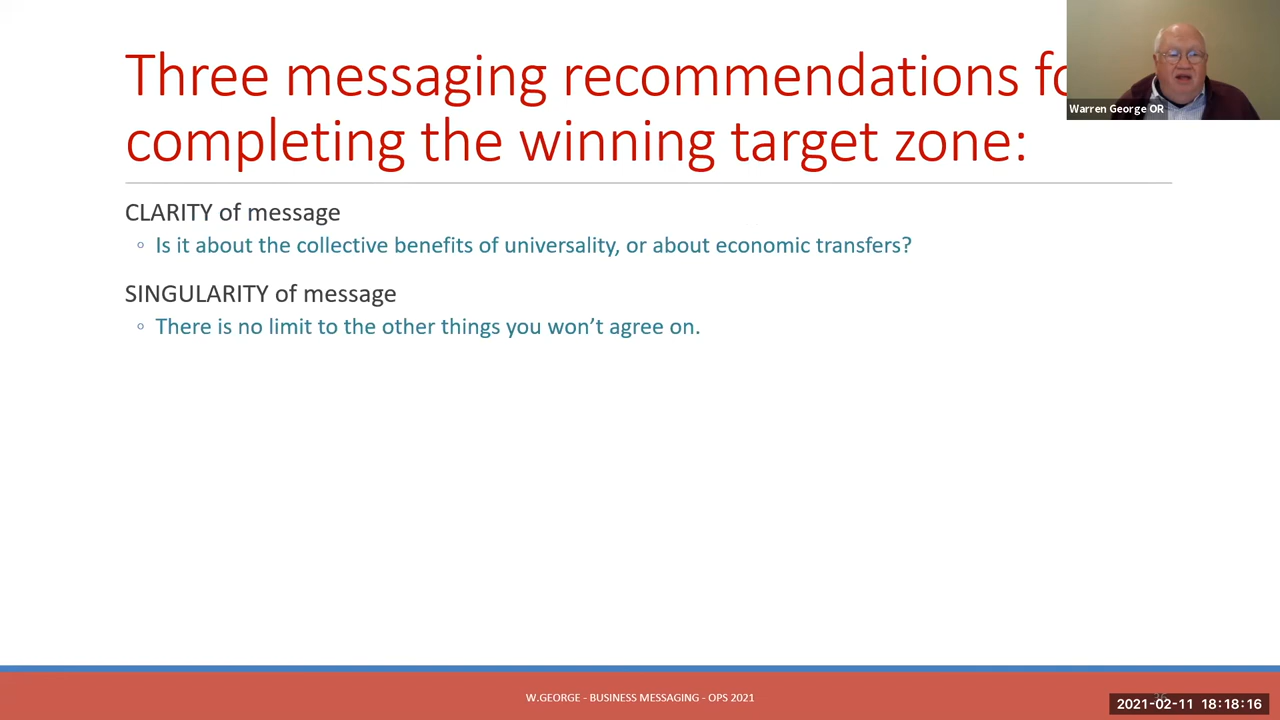 Three messaging recommendations
completing the winning target zone:
Warren George OR
CLARITY of message
◦ Is it about the collective benefits of universality, or about economic transfers?
SINGULARITY of message
◦ There is no limit to the other things you won’t agree on.
W.GEORGE - BUSINESS MESSAGING - OPS 2021
2021-02-11 18:18:16